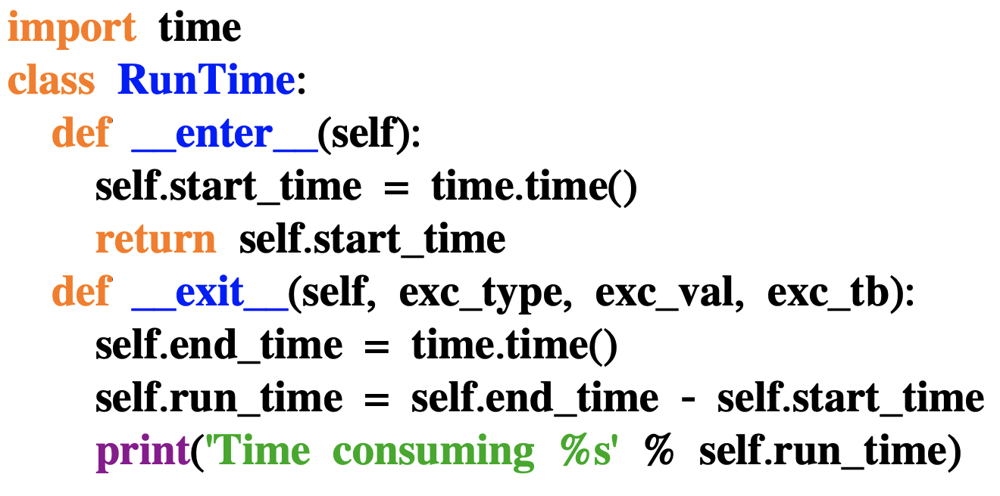 import time
class RunTime:
  def __enter__(self):
    self.start_time = time.time()
    return self.start_time
  def __exit__(self, exc_type, exc_val, exc_tb):
    self.end_time = time.time()
    self.run_time = self.end_time - self.start_time
    print('Time consuming %s' % self.run_time)